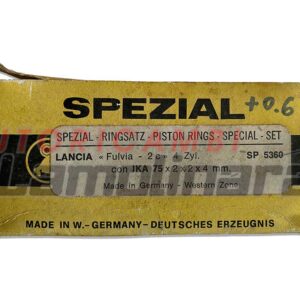 SPEZIAL +0.6
SPEZIAL - RINGSATZ - PISTON RINGS - SPECIAL - SET
LANCIA « Fulvia - 2 c » 4 Zyl. SP 5360
con IKA 75 x 2 x 2 x 4 mm.
Made in Germany - Western Zone
MADE IN W.-GERMANY - DEUTSCHES ERZEUGNIS